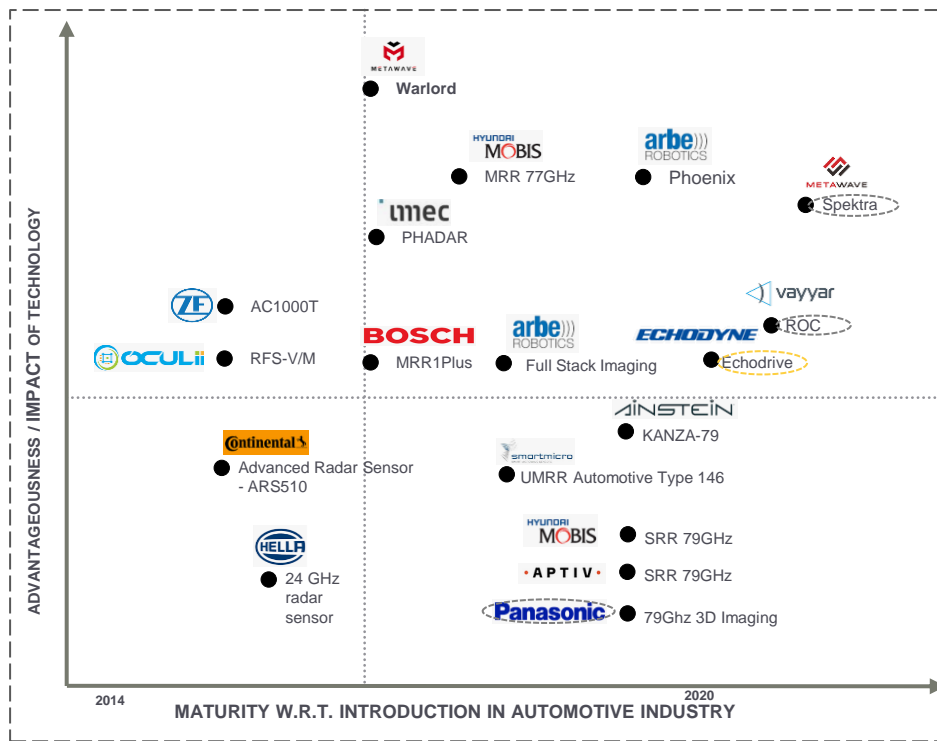 METAWAVE
Warlord
HYUNDAI
MOBIS
MRR 77GHz
arbe)))
ROBOTICS
Phoenix
METAWAVE
Spektra
imec
PHADAR
ZF
AC1000T
vayyar
ROC
OCULii
RFS-V/M
BOSCH
MRR1Plus
arbe)))
ROBOTICS
Full Stack Imaging
ECHODYNE
Echodrive
AINSTEIN
KANZA-79
Continental
Advanced Radar Sensor
- ARS510
smartmicro
UMRR Automotive Type 146
HELLA
24 GHz
radar
sensor
HYUNDAI
MOBIS
SRR 79GHz
• APTIV •
SRR 79GHz
Panasonic
79Ghz 3D Imaging
ADVANTAGEOUSNESS / IMPACT OF TECHNOLOGY
2014
2020
MATURITY W.R.T. INTRODUCTION IN AUTOMOTIVE INDUSTRY